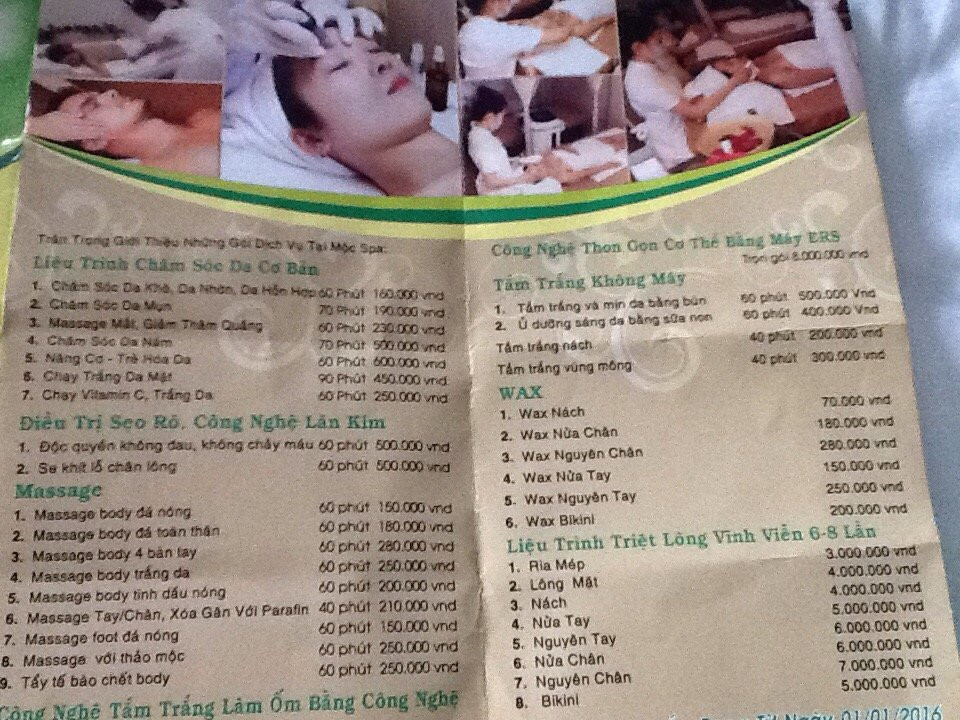 Trân Trọng Giới Thiệu Những Gói Dịch Vụ Tại Mộc Spa:
Liệu Trình Chăm Sóc Da Cơ Bản
1. Chăm Sóc Da Khô, Da Nhờn, Da Hỗn Hợp 60 Phút 160.000 vnd
2. Chăm Sóc Da Mụn 70 Phút 190.000 vnd
3. Massage Mắt, Giảm Thâm Quầng 60 Phút 230.000 vnd
4. Chăm Sóc Da Nám 70 Phút 500.000 vnd
5. Nâng Cơ - Trẻ Hóa Da 60 Phút 600.000 vnd
6. Chạy Trắng Da Mặt 90 Phút 450.000 vnd
7. Chạy Vitamin C, Trắng Da 60 Phút 250.000 vnd
Điều Trị Sẹo Rỗ, Công Nghệ Lăn Kim
1. Độc quyền không đau, không chảy máu 60 phút 500.000 vnd
2. Se khít lỗ chân lông 60 phút 500.000 vnd
Massage
1. Massage body đá nóng 60 phút 150.000 vnd
2. Massage body đá toàn thân 60 phút 180.000 vnd
3. Massage body 4 bàn tay 60 phút 280.000 vnd
4. Massage body trắng da 60 phút 250.000 vnd
5. Massage body tinh dầu nóng 60 phút 200.000 vnd
6. Massage Tay/Chân, Xóa Gân Với Parafin 40 phút 210.000 vnd
7. Massage foot đá nóng 60 phút 150.000 vnd
8. Massage với thảo mộc 60 phút 250.000 vnd
9. Tẩy tế bào chết body 60 phút 250.000 vnd
Công Nghệ Tắm Trắng Làm Ốm Bằng Công Nghệ
Công Nghệ Thon Gọn Cơ Thể Bằng Máy ERS
Trọn gói 8.000.000 vnd
Tắm Trắng Không Máy
1. Tắm trắng và mịn da bằng bùn 60 phút 500.000 Vnd
2. Ủ dưỡng sáng da bằng sữa non 60 phút 400.000 Vnd
Tắm trắng nách 40 phút 200.000 vnd
Tắm trắng vùng mông 40 phút 300.000 vnd
WAX
1. Wax Nách 70.000 vnd
2. Wax Nửa Chân 180.000 vnd
3. Wax Nguyên Chân 280.000 vnd
4. Wax Nửa Tay 150.000 vnd
5. Wax Nguyên Tay 250.000 vnd
6. Wax Bikini 200.000 vnd
Liệu Trình Triệt Lông Vĩnh Viễn 6-8 Lần
1. Ria Mép 3.000.000 vnd
2. Lông Mặt 4.000.000 vnd
3. Nách 4.000.000 vnd
4. Nửa Tay 5.000.000 vnd
5. Nguyên Tay 6.000.000 vnd
6. Nửa Chân 6.000.000 vnd
7. Nguyên Chân 7.000.000 vnd
8. Bikini 5.000.000 vnd
Từ Ngày 01/01/2016